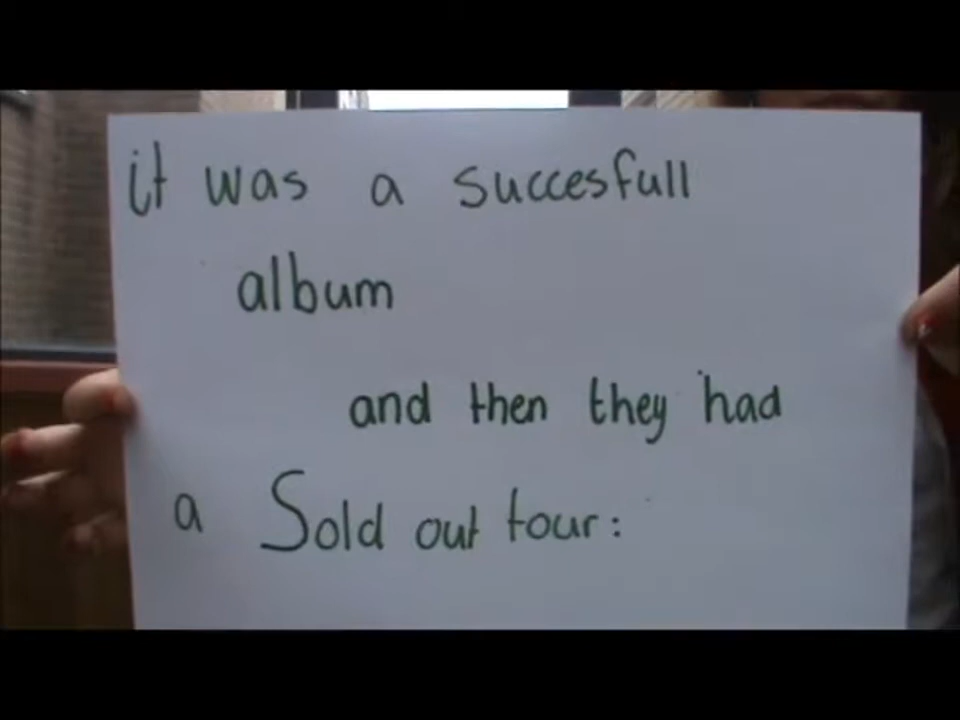 it was a succesfull
album
and then they had
a Sold out tour: